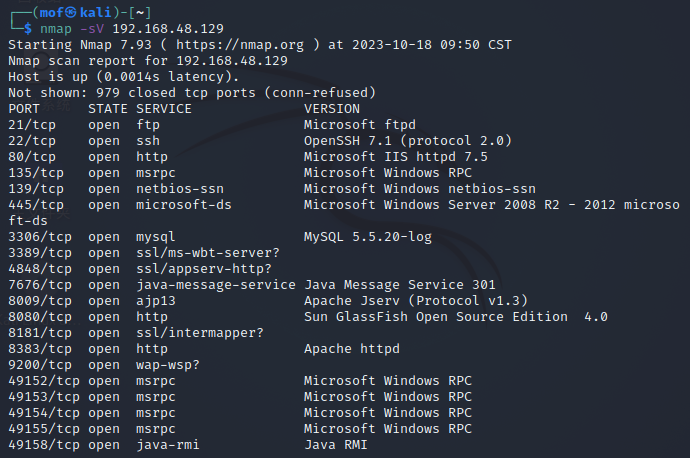 ┌──(mof㉿kali)-[~]
└─$ nmap -sV 192.168.48.129
Starting Nmap 7.93 ( https://nmap.org ) at 2023-10-18 09:50 CST
Nmap scan report for 192.168.48.129
Host is up (0.0014s latency).
Not shown: 979 closed tcp ports (conn-refused)
PORT      STATE SERVICE              VERSION
21/tcp    open  ftp                  Microsoft ftpd
22/tcp    open  ssh                  OpenSSH 7.1 (protocol 2.0)
80/tcp    open  http                 Microsoft IIS httpd 7.5
135/tcp   open  msrpc                Microsoft Windows RPC
139/tcp   open  netbios-ssn          Microsoft Windows netbios-ssn
445/tcp   open  microsoft-ds         Microsoft Windows Server 2008 R2 - 2012 microso
ft-ds
3306/tcp  open  mysql                MySQL 5.5.20-log
3389/tcp  open  ssl/ms-wbt-server?
4848/tcp  open  ssl/appserv-http?
7676/tcp  open  java-message-service Java Message Service 301
8009/tcp  open  ajp13                Apache Jserv (Protocol v1.3)
8080/tcp  open  http                 Sun GlassFish Open Source Edition  4.0
8181/tcp  open  ssl/intermapper?
8383/tcp  open  http                 Apache httpd
9200/tcp  open  wap-wsp?
49152/tcp open  msrpc                Microsoft Windows RPC
49153/tcp open  msrpc                Microsoft Windows RPC
49154/tcp open  msrpc                Microsoft Windows RPC
49155/tcp open  msrpc                Microsoft Windows RPC
49158/tcp open  java-rmi             Java RMI